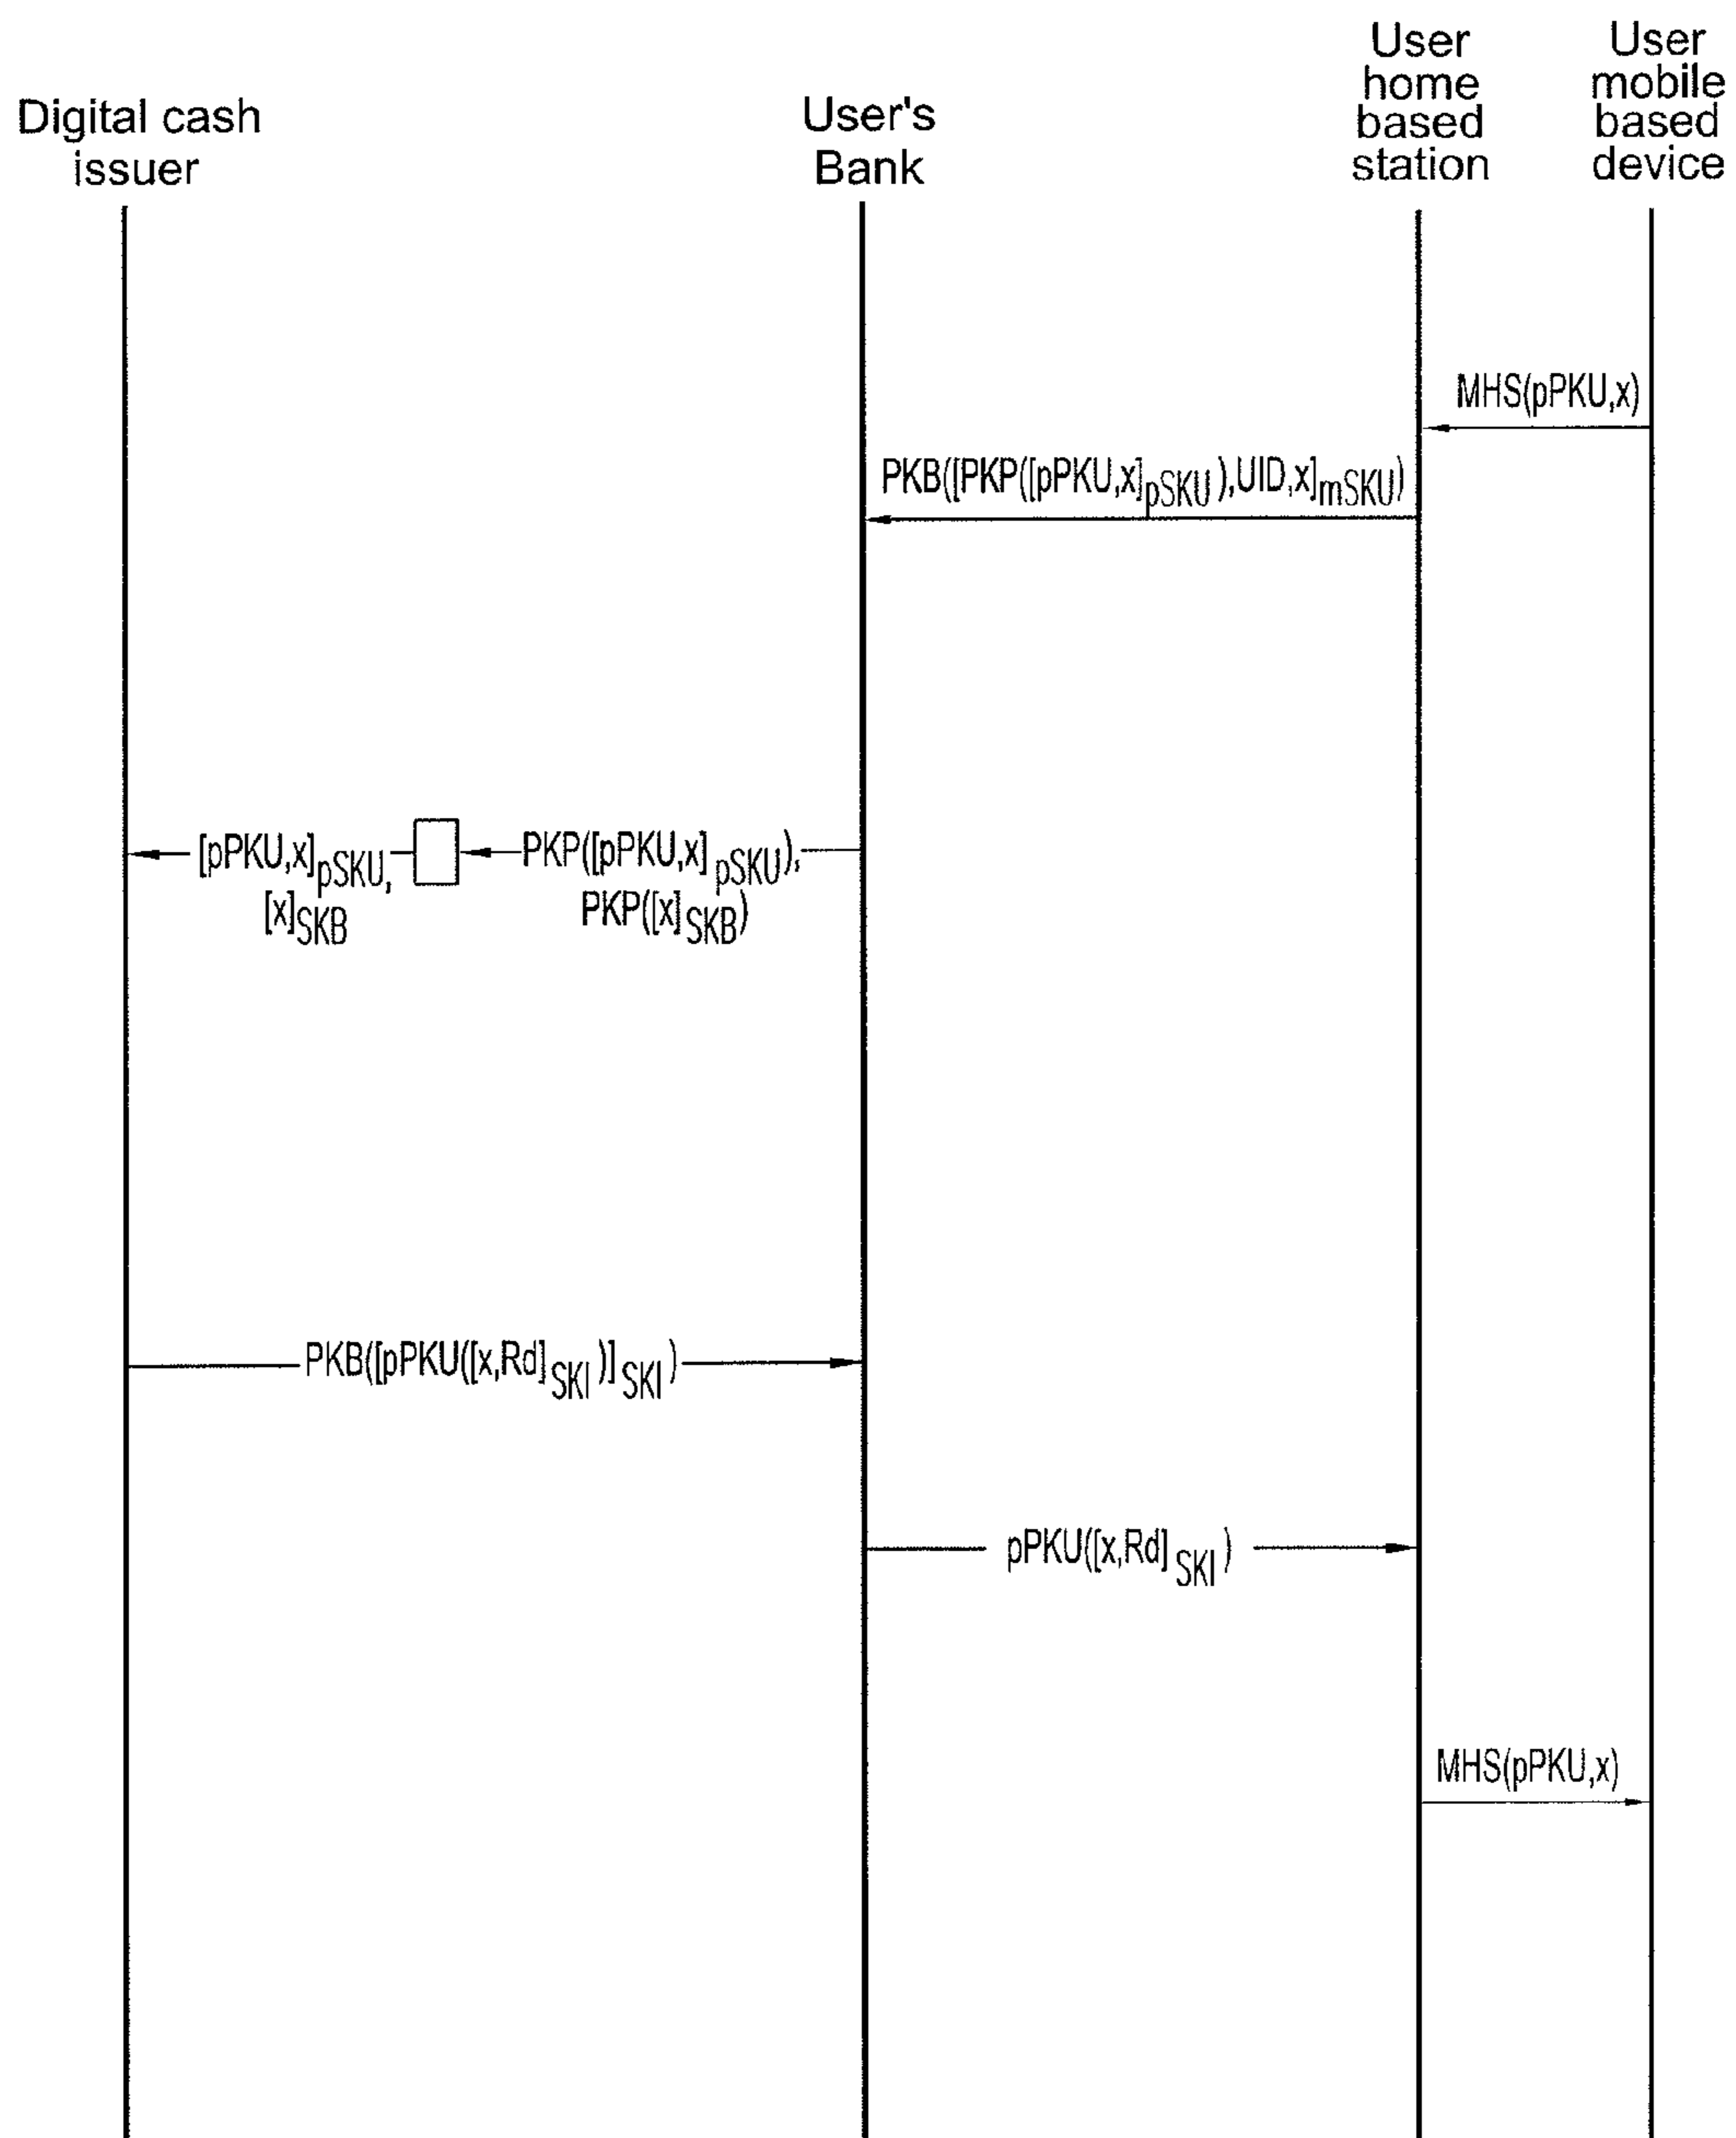 Digital cash
issuer
User's
Bank
User
home
based
station
User
mobile
based
device
MHS(pPKU,x)
PKB([PKP([pPKU,x]pSKU),UID,x]mSKU)
[pPKU,x]pSKU,
[x]SKB
PKP([pPKU,x]pSKU),
PKP([x]SKB)
PKB([pPKU([x,Rd]SKI)]SKI)
pPKU([x,Rd]SKI)
MHS(pPKU,x)